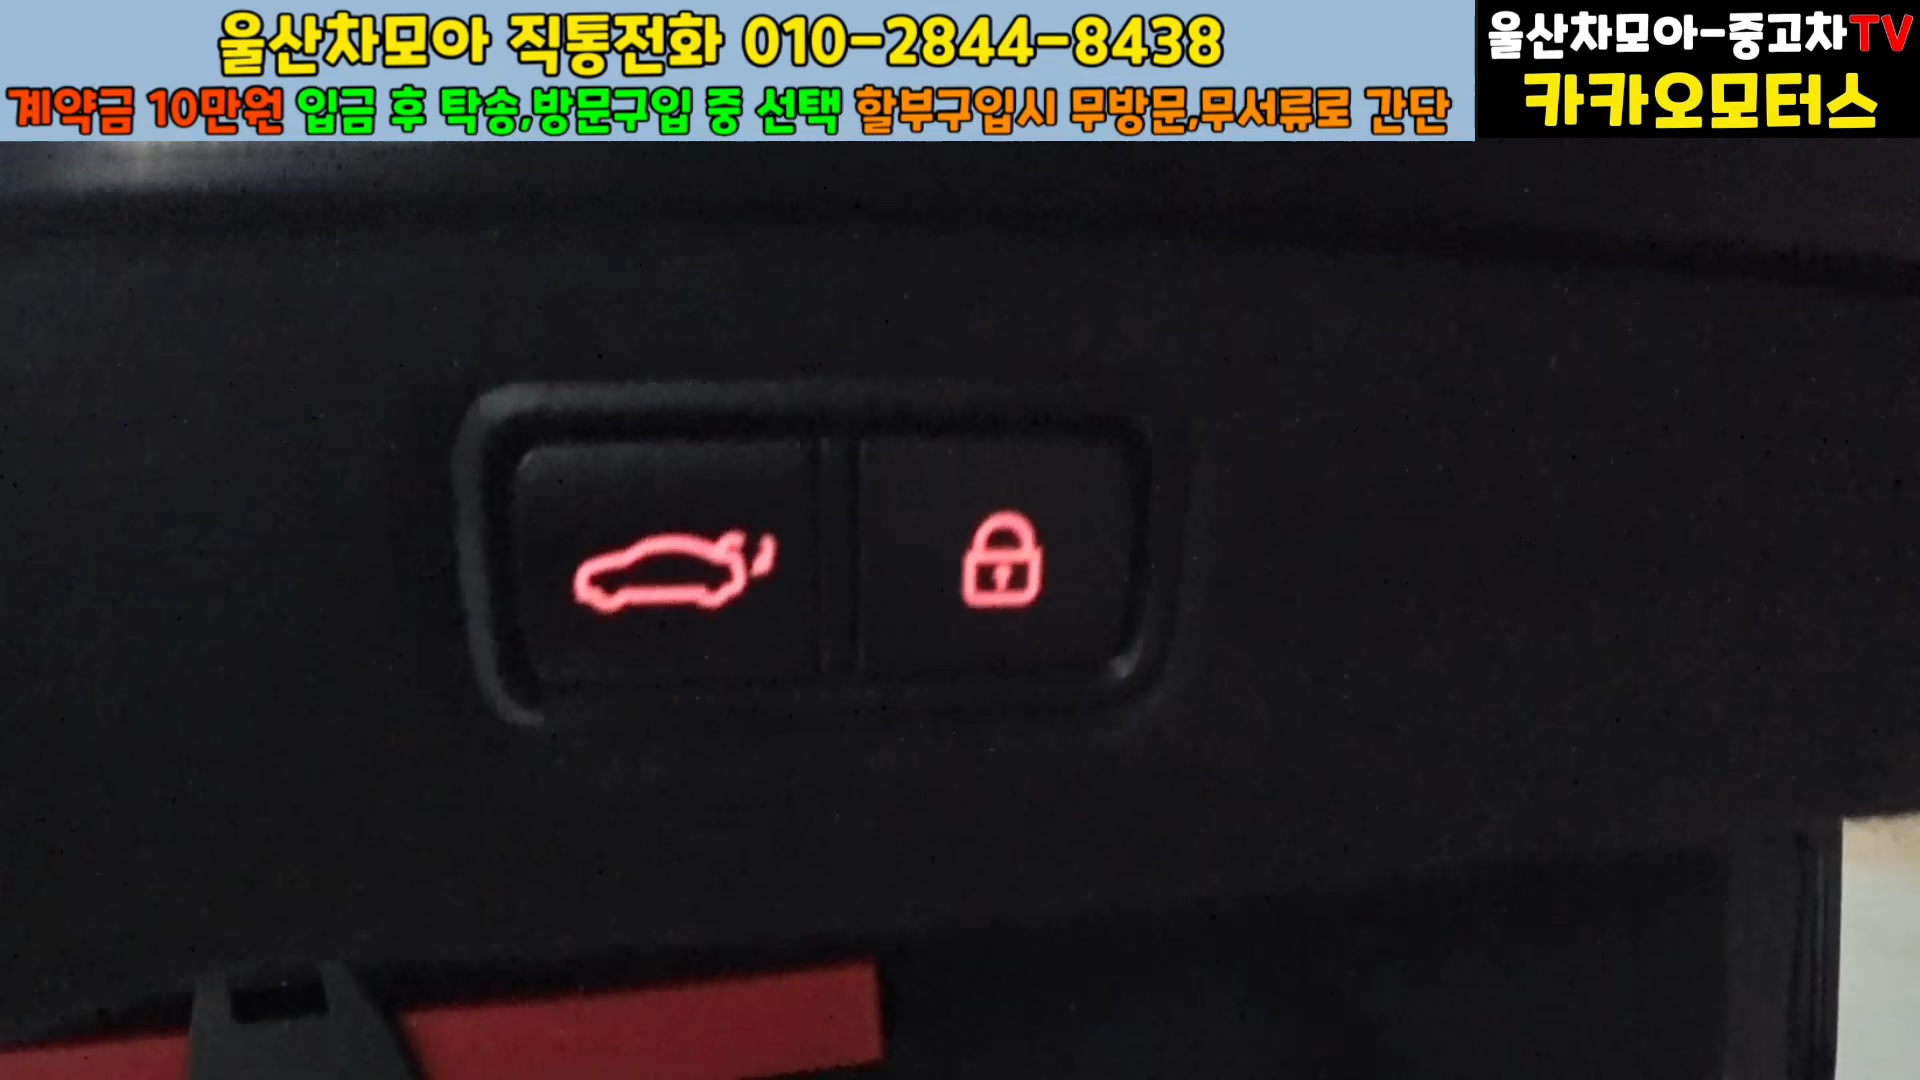 울산차모아 직통전화 010-2844-8438
계약금 10만원 입금 후 탁송,방문구입 중 선택 할부구입시 무방문,무서류로 간단
울산차모아-중고차TV
카카오모터스